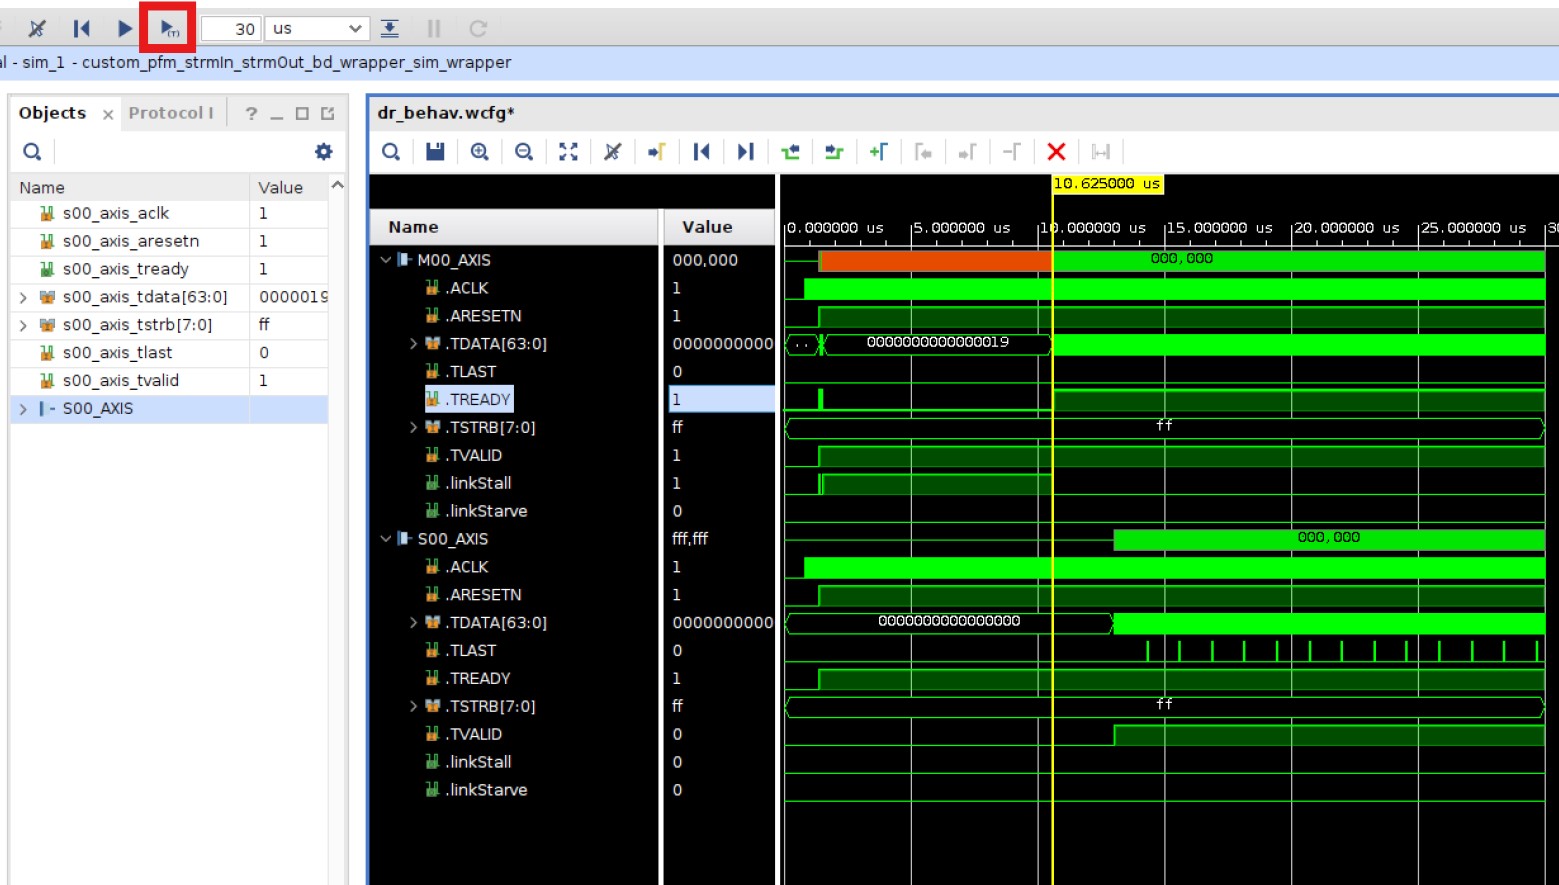 (T) 30 us
al - sim_1 - custom_pfm_strmIn_strmOut_bd_wrapper_sim_wrapper
Objects × Protocol I ?
Name Value
s00_axis_aclk 1
s00_axis_aresetn 1
s00_axis_tready 1
s00_axis_tdata[63:0] 0000019
s00_axis_tstrb[7:0] ff
s00_axis_tlast 0
s00_axis_tvalid 1
S00_AXIS
dr_behav.wcfg*
10.625000 us
Name Value
0.000000 us 5.000000 us 10.000000 us 15.000000 us 20.000000 us 25.000000 us 30
M00_AXIS 000,000 000,000
.ACLK 1
.ARESETN 1
.TDATA[63:0] 0000000000 .. 0000000000000019
.TLAST 0
.TREADY 1
.TSTRB[7:0] ff ff
.TVALID 1
.linkStall 1
.linkStarve 0
S00_AXIS fff,fff 000,000
.ACLK 1
.ARESETN 1
.TDATA[63:0] 0000000000 0000000000000000
.TLAST 0
.TREADY 1
.TSTRB[7:0] ff ff
.TVALID 0
.linkStall 0
.linkStarve 0